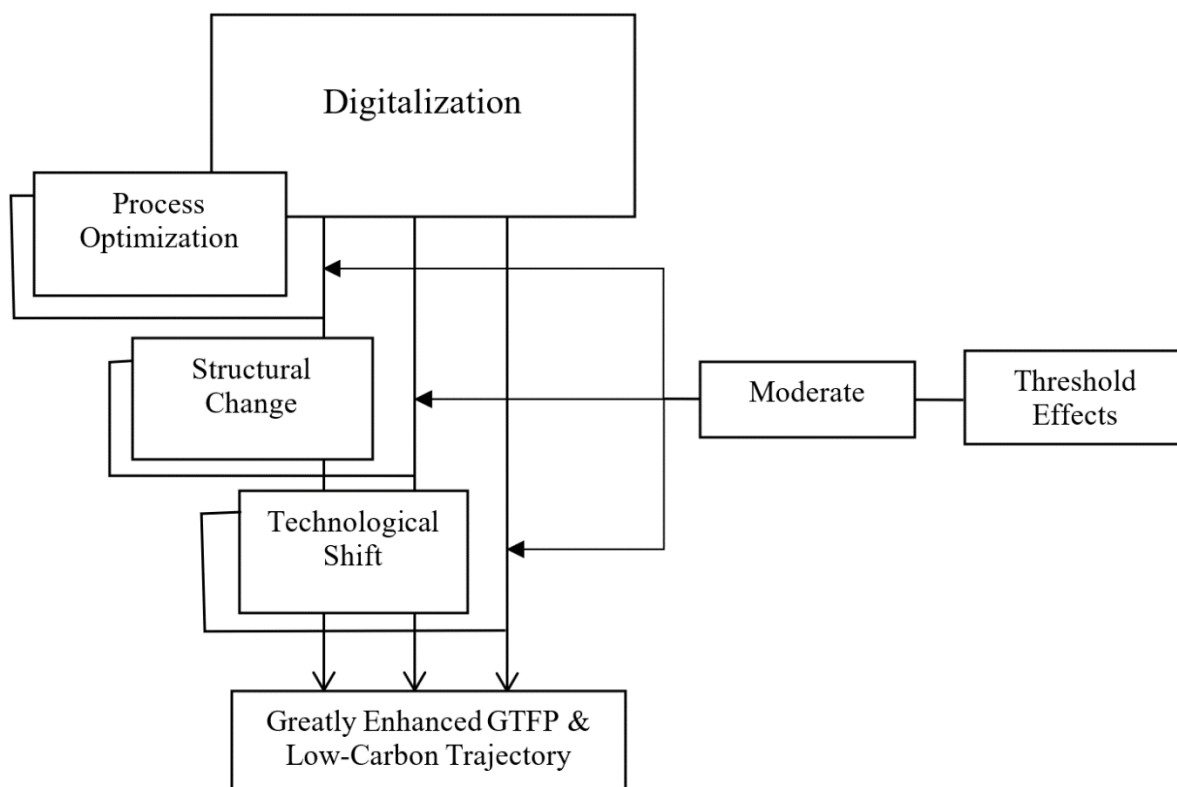 Digitalization
Process
Optimization
Structural
Change
Moderate
Threshold
Effects
Technological
Shift
Greatly Enhanced GTFP &
Low-Carbon Trajectory